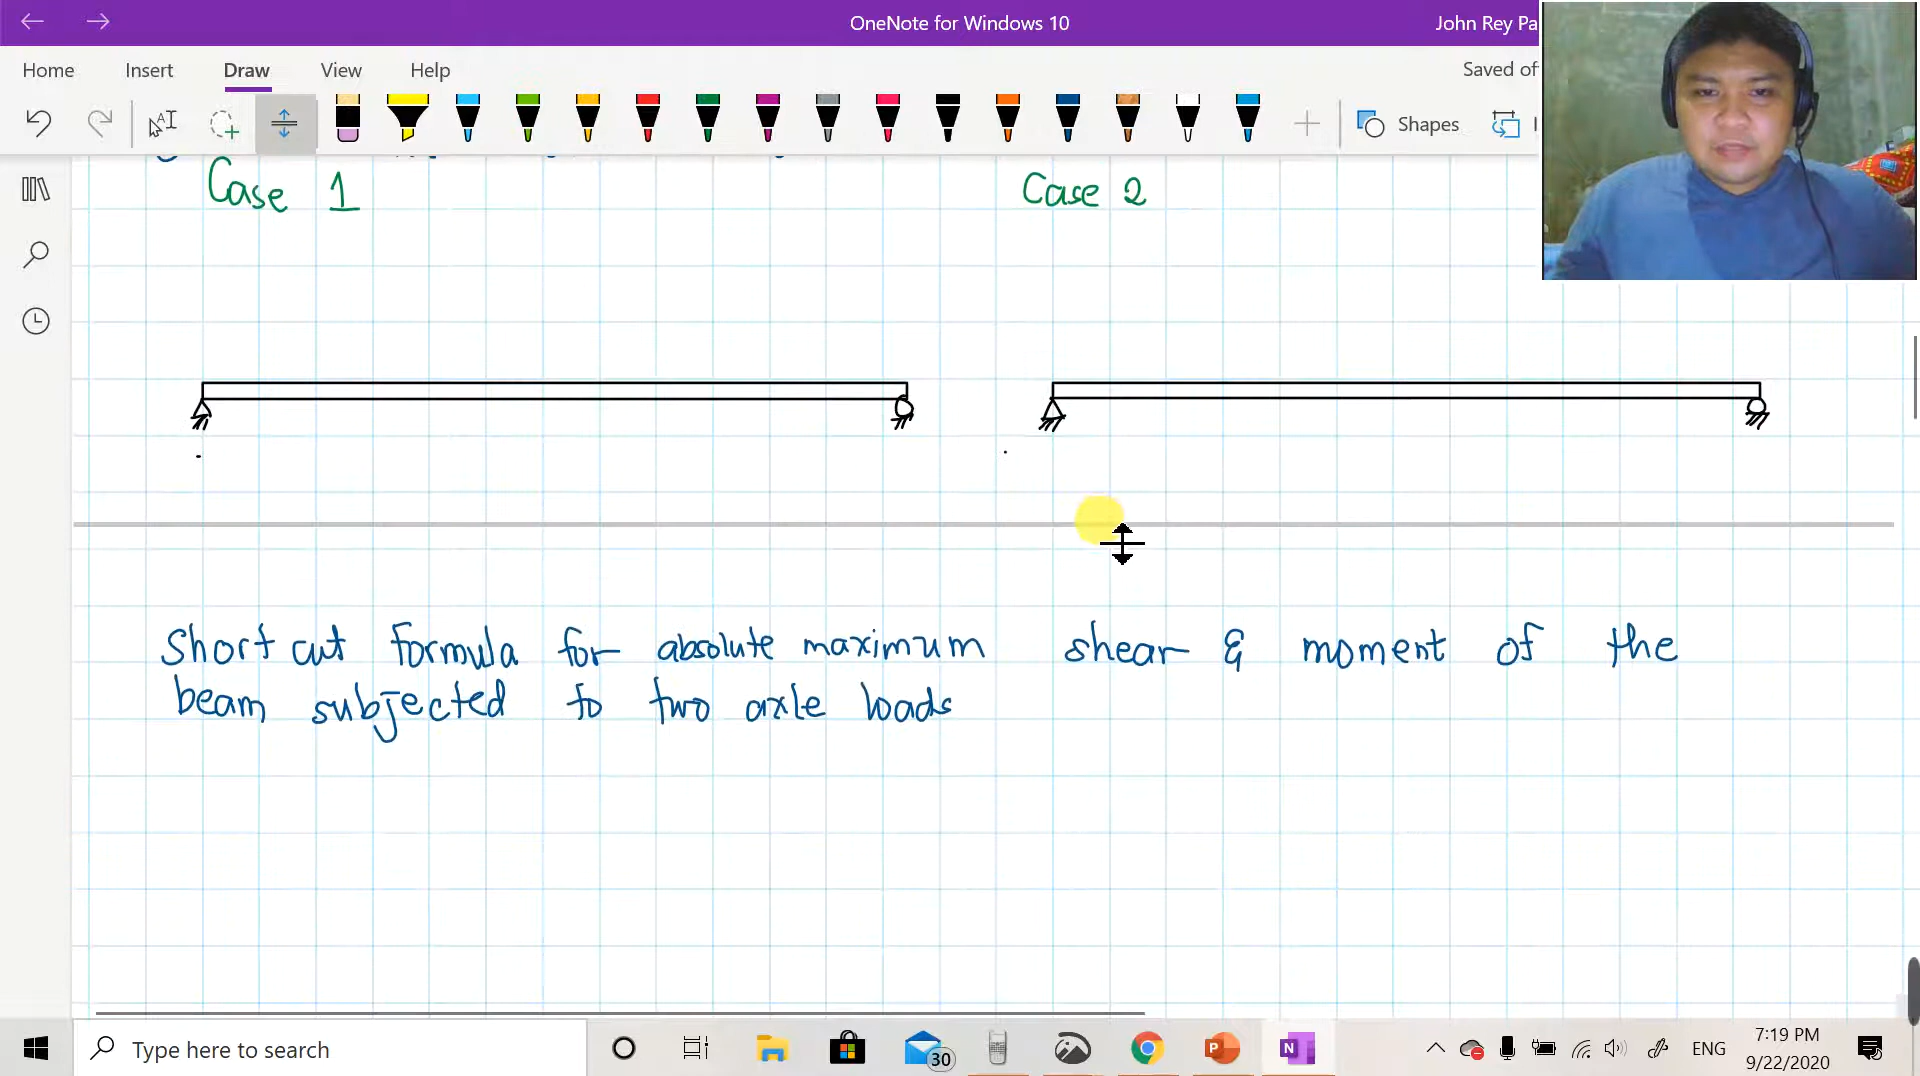 OneNote for Windows 10
John Rey Pa
Home Insert Draw View Help
Saved of
Shapes
Case 1
Case 2
Short cut formula for absolute maximum shear & moment of the
beam subjected to two axle loads
Type here to search
30
ENG
7:19 PM
9/22/2020